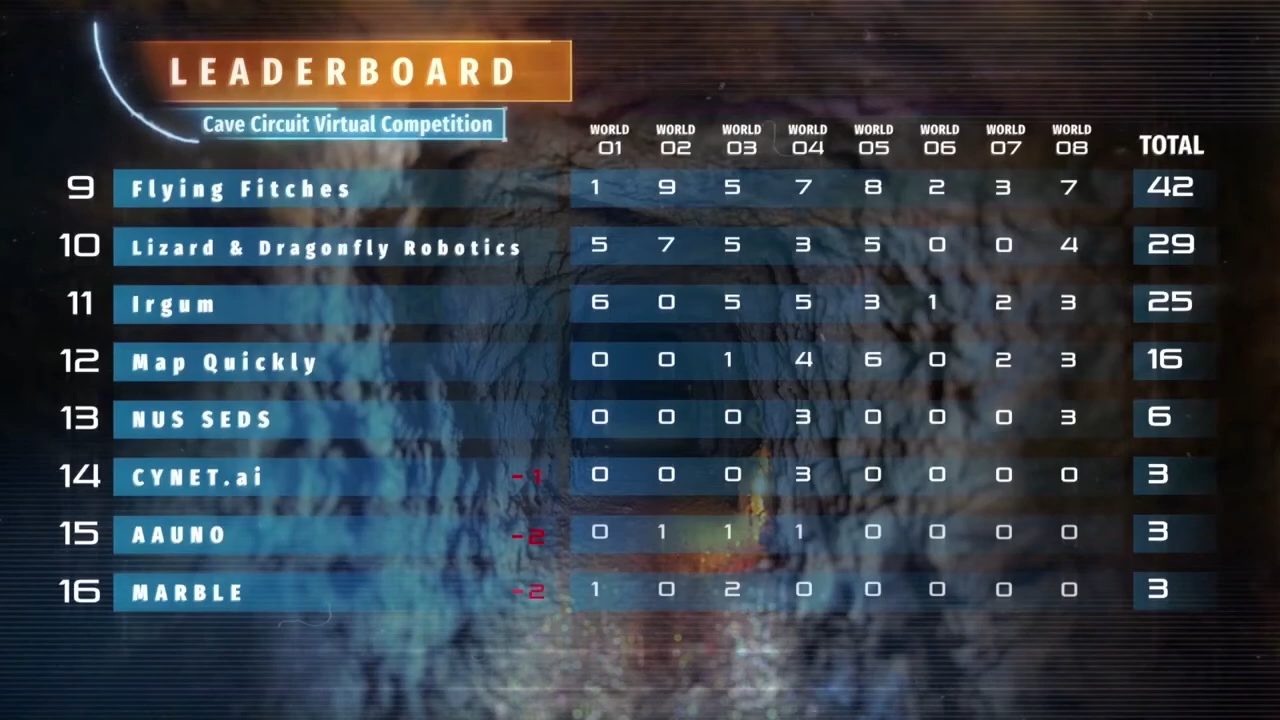 LEADERBOARD
Cave Circuit Virtual Competition
WORLD 01 WORLD 02 WORLD 03 WORLD 04 WORLD 05 WORLD 06 WORLD 07 WORLD 08 TOTAL
9 Flying Fitches 1 9 5 7 8 2 3 7 42
10 Lizard & Dragonfly Robotics 5 7 5 3 5 0 0 4 29
11 Irgum 6 0 5 5 3 1 2 3 25
12 Map Quickly 0 0 1 4 6 0 2 3 16
13 NUS SEDS 0 0 0 3 0 0 0 3 6
14 CYNET.ai -1 0 0 0 3 0 0 0 0 3
15 AAUNO -2 0 1 1 1 0 0 0 0 3
16 MARBLE -2 1 0 2 0 0 0 0 0 3